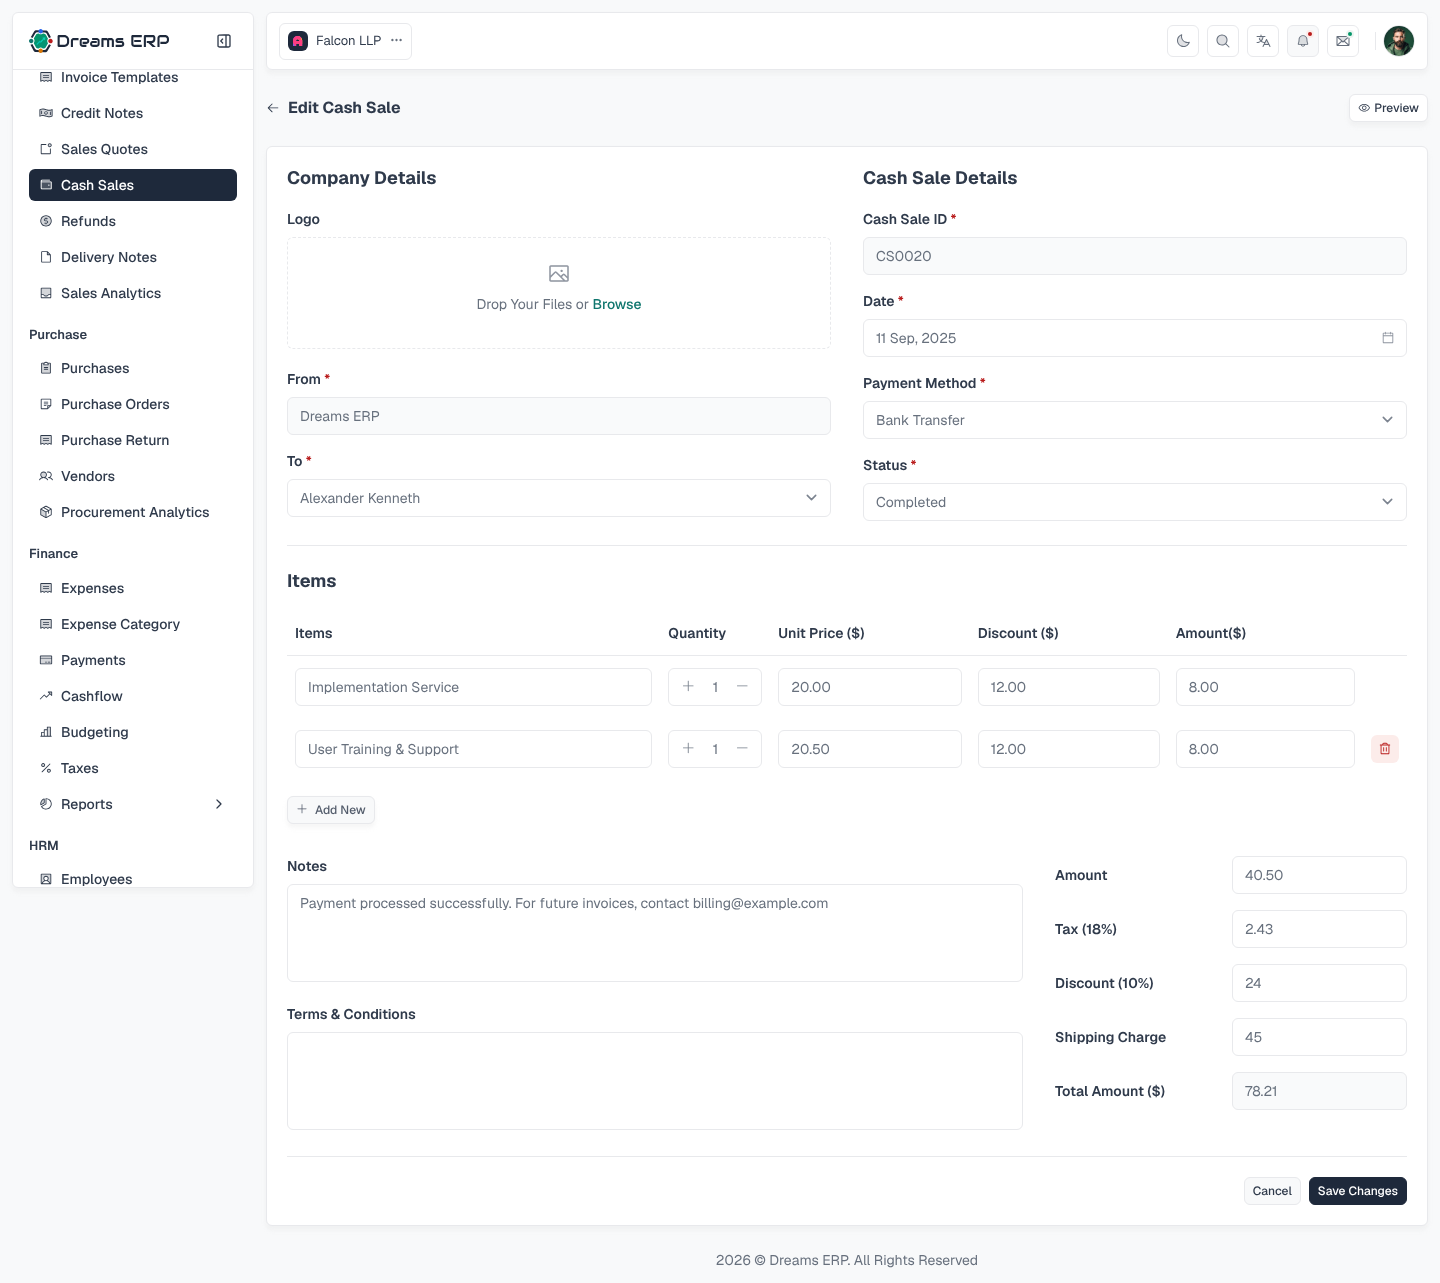 Dreams ERP
Invoice Templates
Credit Notes
Sales Quotes
Cash Sales
Refunds
Delivery Notes
Sales Analytics
Purchase
Purchases
Purchase Orders
Purchase Return
Vendors
Procurement Analytics
Finance
Expenses
Expense Category
Payments
Cashflow
Budgeting
Taxes
Reports
HRM
Employees
Falcon LLP
Edit Cash Sale
Preview
Company Details
Logo
Drop Your Files or Browse
From *
Dreams ERP
To *
Alexander Kenneth
Cash Sale Details
Cash Sale ID *
CS0020
Date *
11 Sep, 2025
Payment Method *
Bank Transfer
Status *
Completed
Items
Items Quantity Unit Price ($) Discount ($) Amount($)
Implementation Service 1 20.00 12.00 8.00
User Training & Support 1 20.50 12.00 8.00
Add New
Notes
Payment processed successfully. For future invoices, contact billing@example.com
Terms & Conditions
Amount 40.50
Tax (18%) 2.43
Discount (10%) 24
Shipping Charge 45
Total Amount ($) 78.21
Cancel
Save Changes
2026 © Dreams ERP. All Rights Reserved